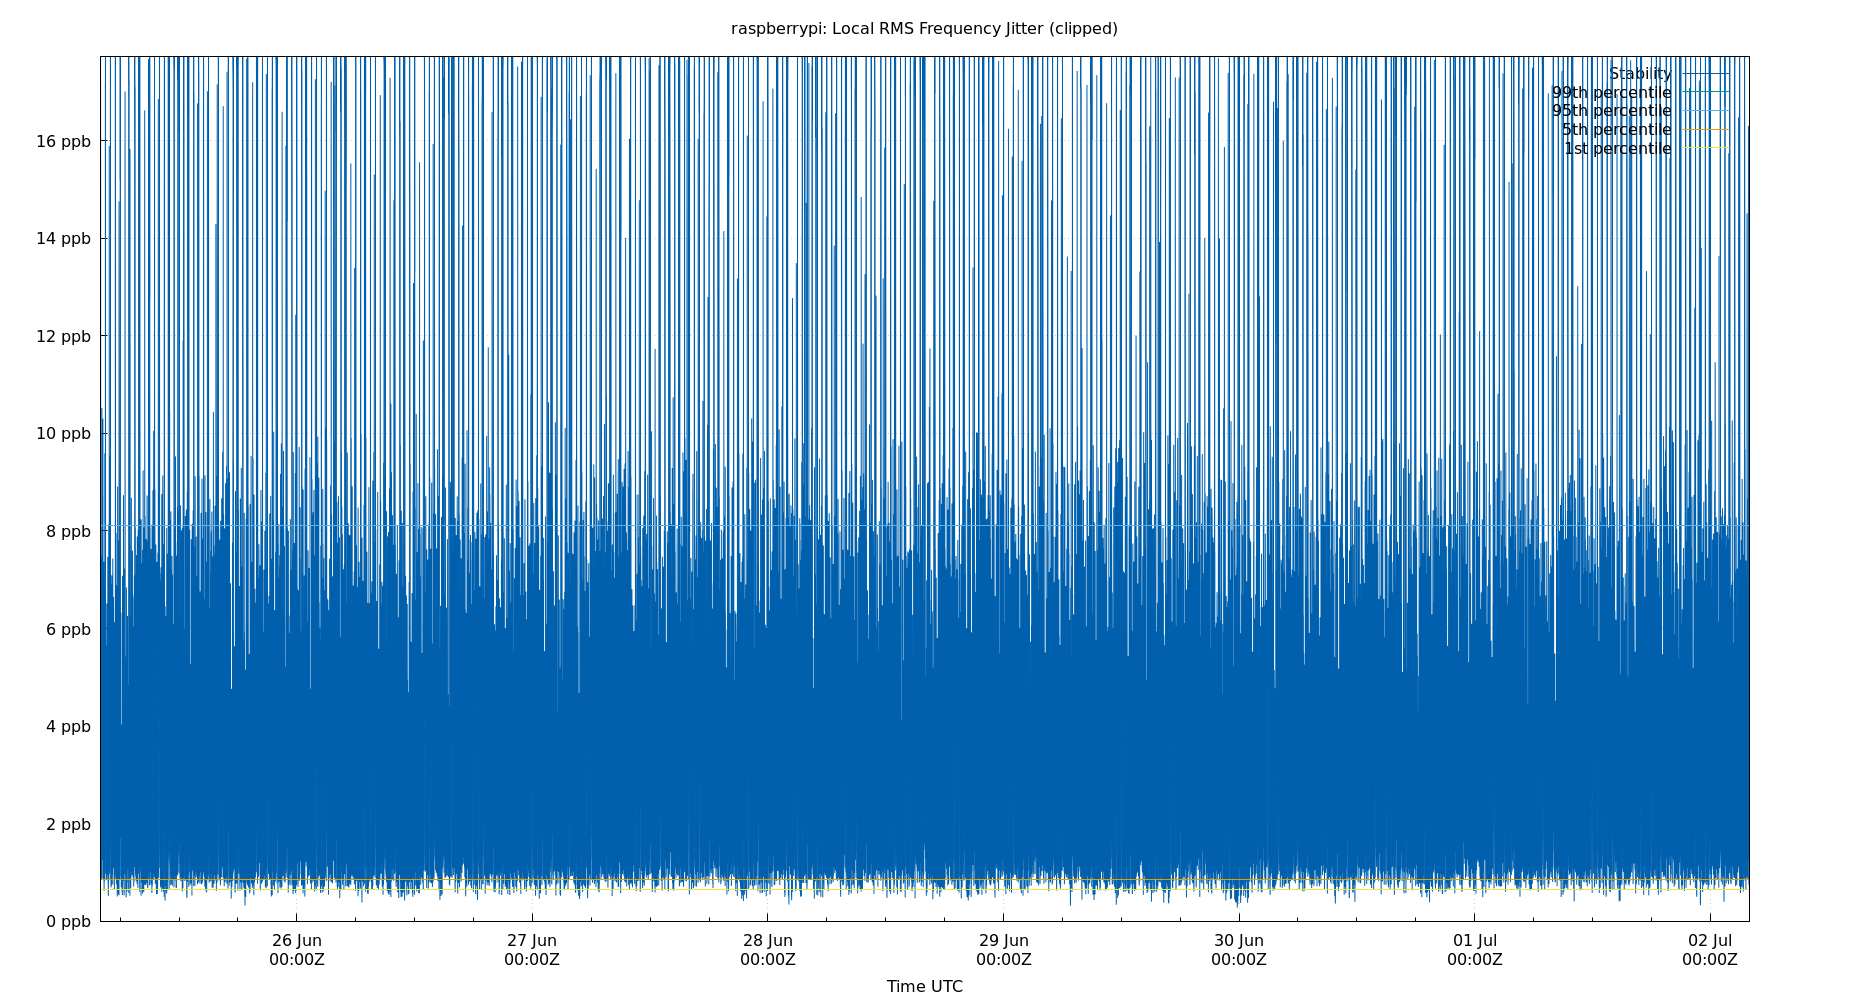 raspberrypi: Local RMS Frequency Jitter (clipped)
Stability
99th percentile
95th percentile
5th percentile
1st percentile
16 ppb
14 ppb
12 ppb
10 ppb
8 ppb
6 ppb
4 ppb
2 ppb
0 ppb
26 Jun 27 Jun 28 Jun 29 Jun 30 Jun 01 Jul 02 Jul
00:00Z 00:00Z 00:00Z 00:00Z 00:00Z 00:00Z 00:00Z
Time UTC